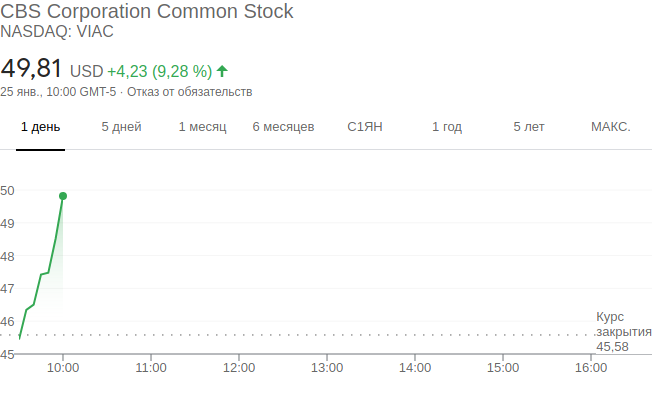 CBS Corporation Common Stock
NASDAQ: VIAC
49,81 USD +4,23 (9,28 %)
25 янв., 10:00 GMT-5 · Отказ от обязательств
1 день 5 дней 1 месяц 6 месяцев С1ЯН 1 год 5 лет МАКС.
50
49
48
47
46
45
Курс
закрытия
45,58
10:00 11:00 12:00 13:00 14:00 15:00 16:00